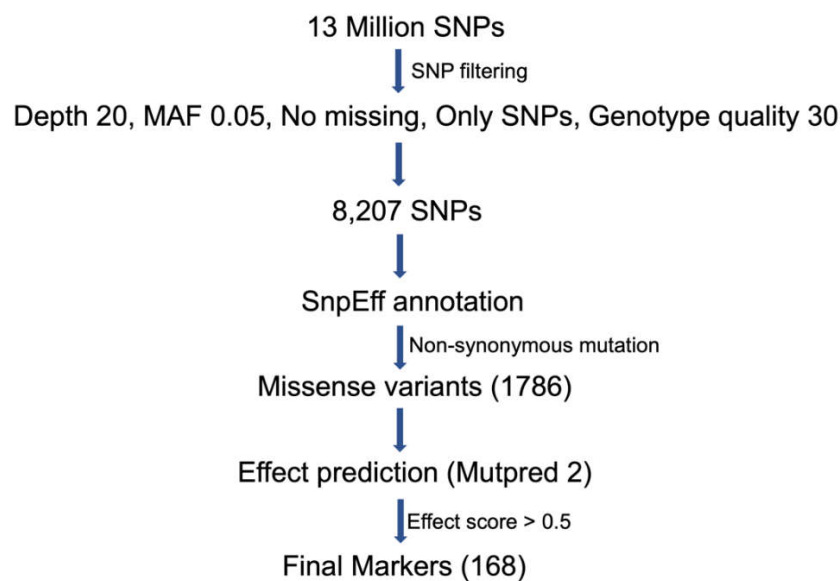 13 Million SNPs
SNP filtering
Depth 20, MAF 0.05, No missing, Only SNPs, Genotype quality 30
8,207 SNPs
SnpEff annotation
Non-synonymous mutation
Missense variants (1786)
Effect prediction (Mutpred 2)
Effect score > 0.5
Final Markers (168)